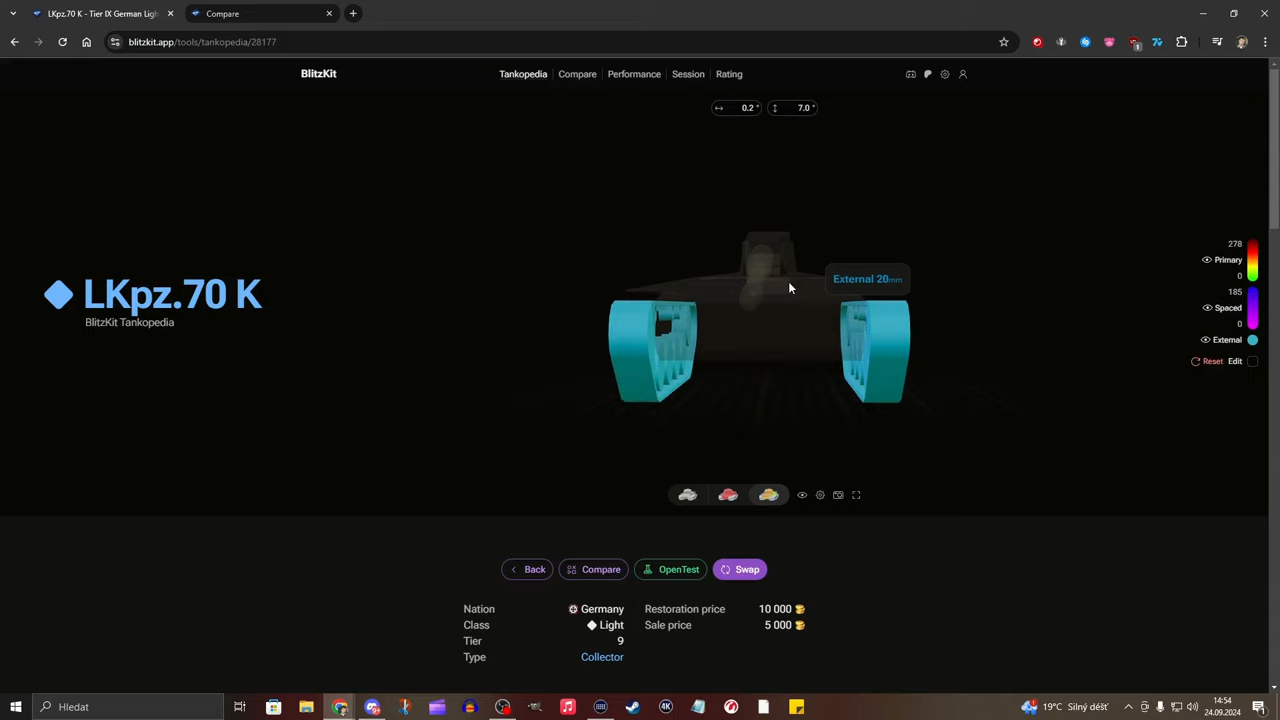 LKpz.70 K - Tier IX German Ligh
Compare
blitzkit.app/tools/tankopedia/28177
BlitzKit
Tankopedia
Compare
Performance
Session
Rating
0.2 °
7.0 °
External 20mm
LKpz.70 K
BlitzKit Tankopedia
278
Primary
0
185
Spaced
0
External
Reset Edit
Back
Compare
OpenTest
Swap
Nation Germany
Class Light
Tier 9
Type Collector
Restoration price 10 000
Sale price 5 000
Hledat
19°C Silný déšť
14:54
24.09.2024